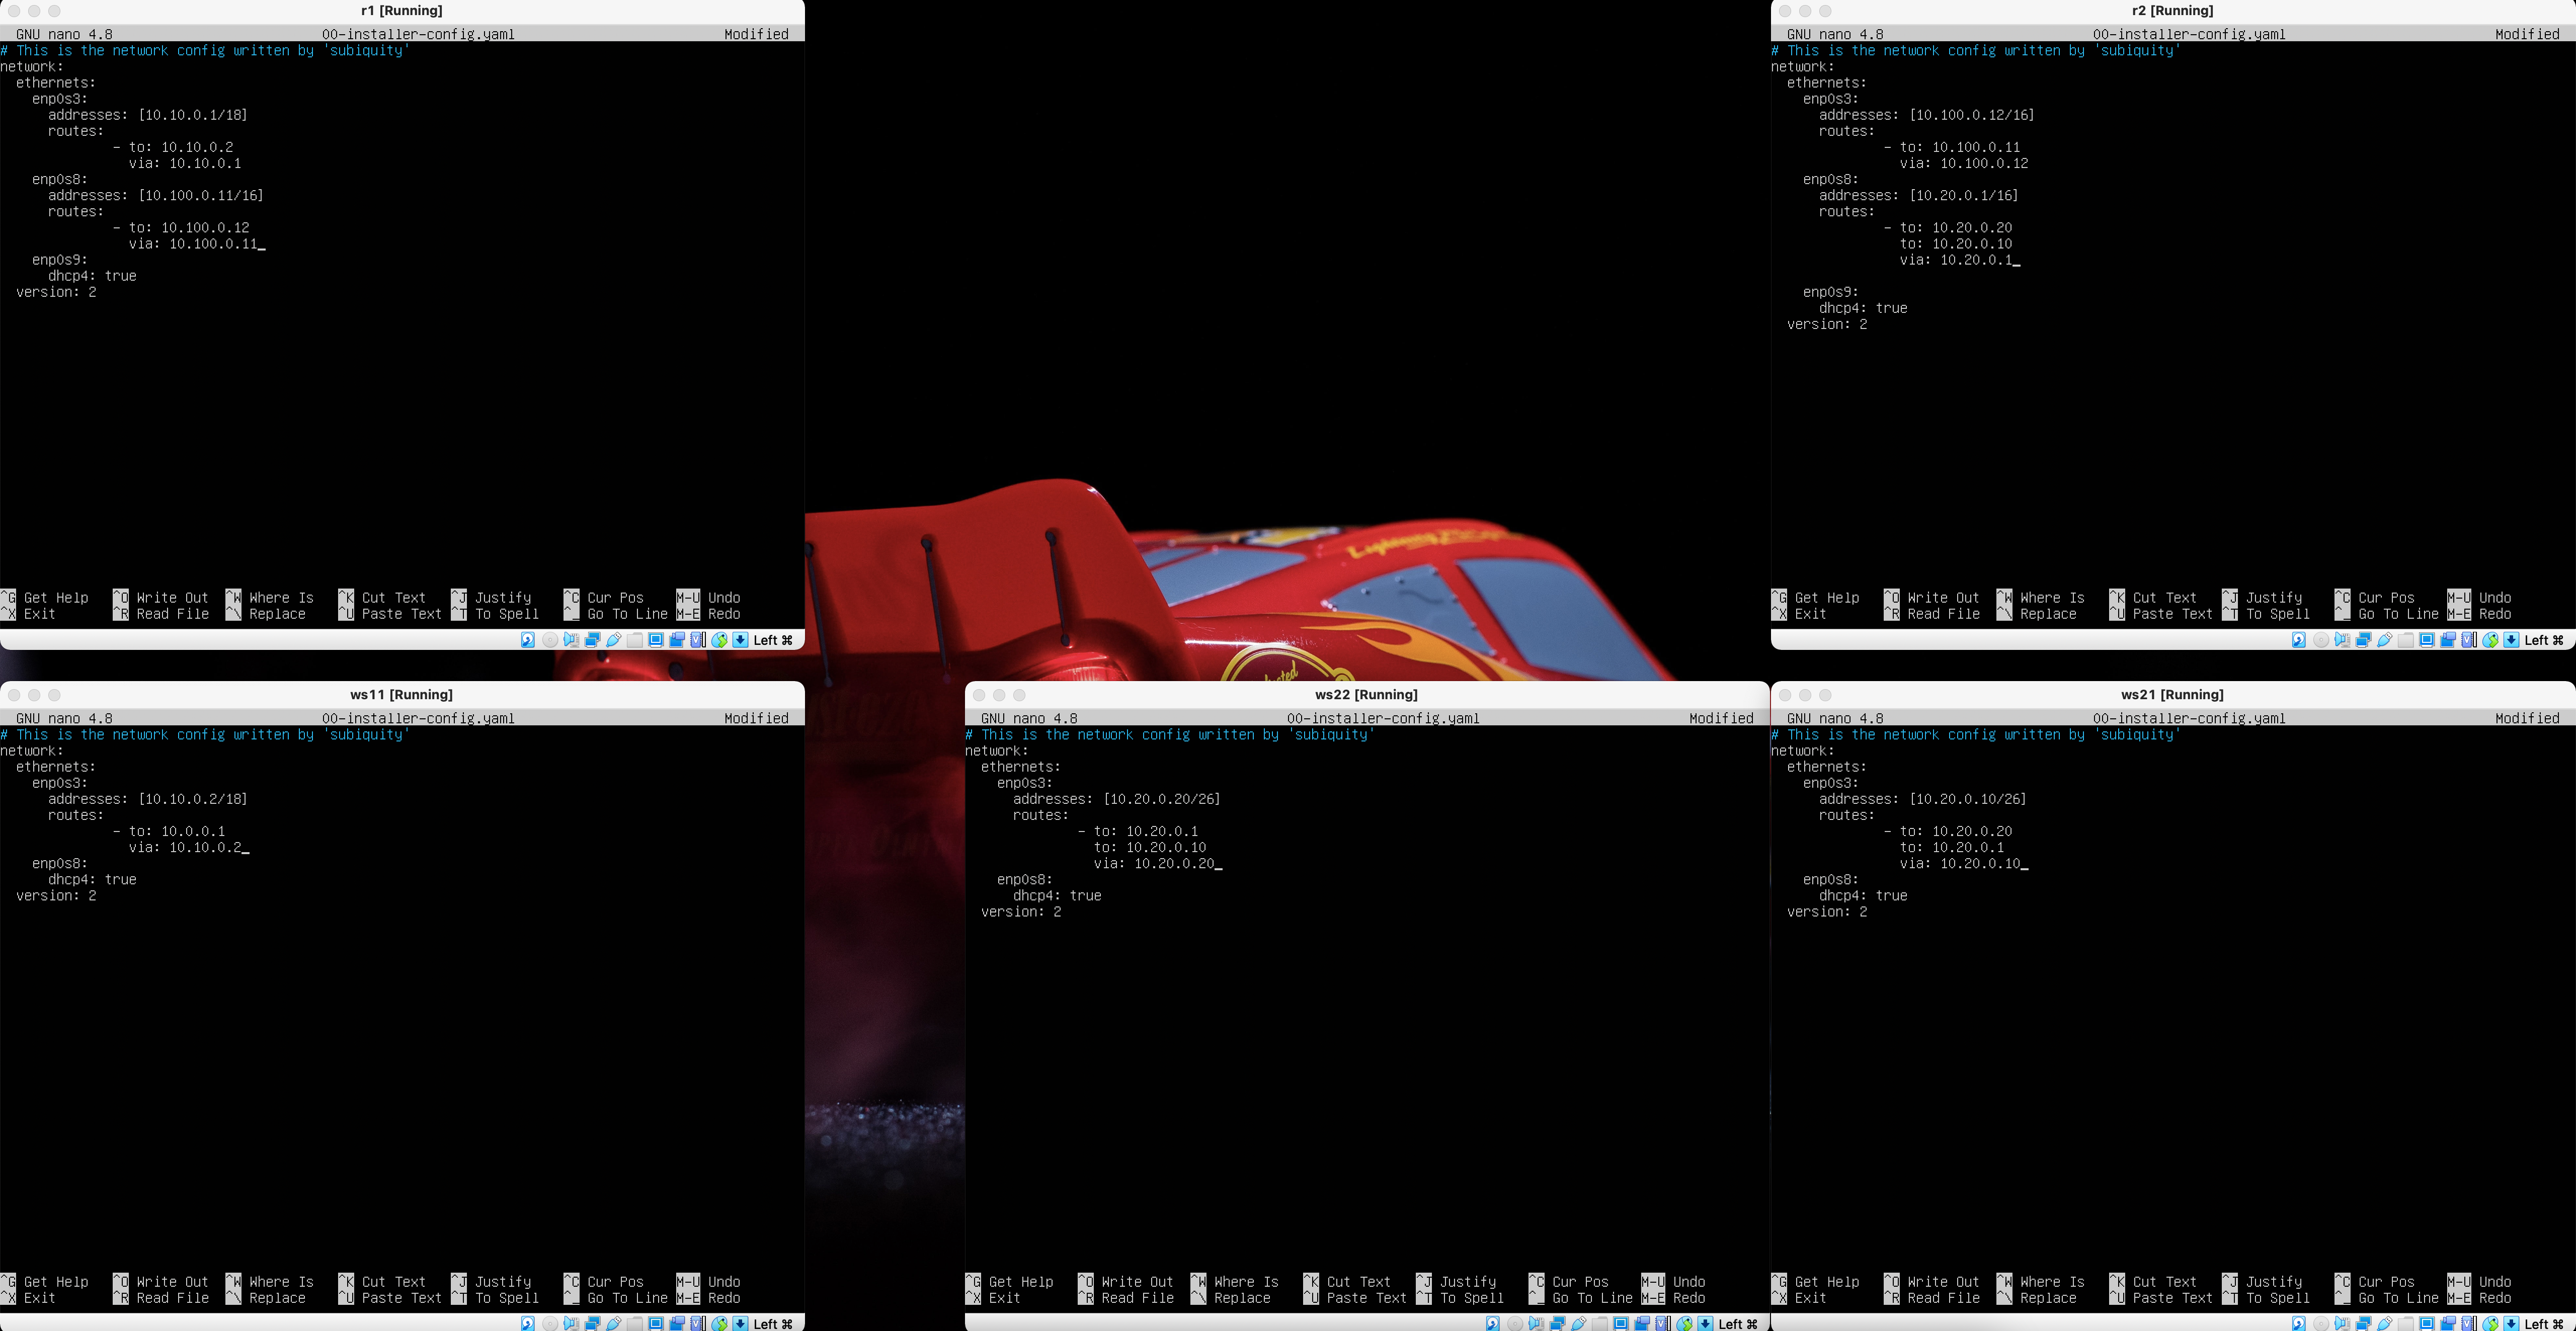 r1 [Running]
GNU nano 4.8 00-installer-config.yaml Modified
# This is the network config written by 'subiquity'
network:
  ethernets:
    enp0s3:
      addresses: [10.10.0.1/18]
      routes:
              - to: 10.10.0.2
                via: 10.10.0.1
    enp0s8:
      addresses: [10.100.0.11/16]
      routes:
              - to: 10.100.0.12
                via: 10.100.0.11
    enp0s9:
      dhcp4: true
  version: 2
^G Get Help ^O Write Out ^W Where Is ^K Cut Text ^J Justify ^C Cur Pos M-U Undo
^X Exit ^R Read File ^\ Replace ^U Paste Text ^T To Spell ^_ Go To Line M-E Redo
Left ⌘
r2 [Running]
GNU nano 4.8 00-installer-config.yaml Modified
# This is the network config written by 'subiquity'
network:
  ethernets:
    enp0s3:
      addresses: [10.100.0.12/16]
      routes:
              - to: 10.100.0.11
                via: 10.100.0.12
    enp0s8:
      addresses: [10.20.0.1/16]
      routes:
              - to: 10.20.0.20
                to: 10.20.0.10
                via: 10.20.0.1
    enp0s9:
      dhcp4: true
  version: 2
^G Get Help ^O Write Out ^W Where Is ^K Cut Text ^J Justify ^C Cur Pos M-U Undo
^X Exit ^R Read File ^\ Replace ^U Paste Text ^T To Spell ^_ Go To Line M-E Redo
Left ⌘
ws11 [Running]
GNU nano 4.8 00-installer-config.yaml Modified
# This is the network config written by 'subiquity'
network:
  ethernets:
    enp0s3:
      addresses: [10.10.0.2/18]
      routes:
              - to: 10.0.0.1
                via: 10.10.0.2
    enp0s8:
      dhcp4: true
  version: 2
^G Get Help ^O Write Out ^W Where Is ^K Cut Text ^J Justify ^C Cur Pos M-U Undo
^X Exit ^R Read File ^\ Replace ^U Paste Text ^T To Spell ^_ Go To Line M-E Redo
Left ⌘
ws22 [Running]
GNU nano 4.8 00-installer-config.yaml Modified
# This is the network config written by 'subiquity'
network:
  ethernets:
    enp0s3:
      addresses: [10.20.0.20/26]
      routes:
              - to: 10.20.0.1
                to: 10.20.0.10
                via: 10.20.0.20
    enp0s8:
      dhcp4: true
  version: 2
^G Get Help ^O Write Out ^W Where Is ^K Cut Text ^J Justify ^C Cur Pos M-U Undo
^X Exit ^R Read File ^\ Replace ^U Paste Text ^T To Spell ^_ Go To Line M-E Redo
Left ⌘
ws21 [Running]
GNU nano 4.8 00-installer-config.yaml Modified
# This is the network config written by 'subiquity'
network:
  ethernets:
    enp0s3:
      addresses: [10.20.0.10/26]
      routes:
              - to: 10.20.0.20
                to: 10.20.0.1
                via: 10.20.0.10
    enp0s8:
      dhcp4: true
  version: 2
^G Get Help ^O Write Out ^W Where Is ^K Cut Text ^J Justify ^C Cur Pos M-U Undo
^X Exit ^R Read File ^\ Replace ^U Paste Text ^T To Spell ^_ Go To Line M-E Redo
Left ⌘